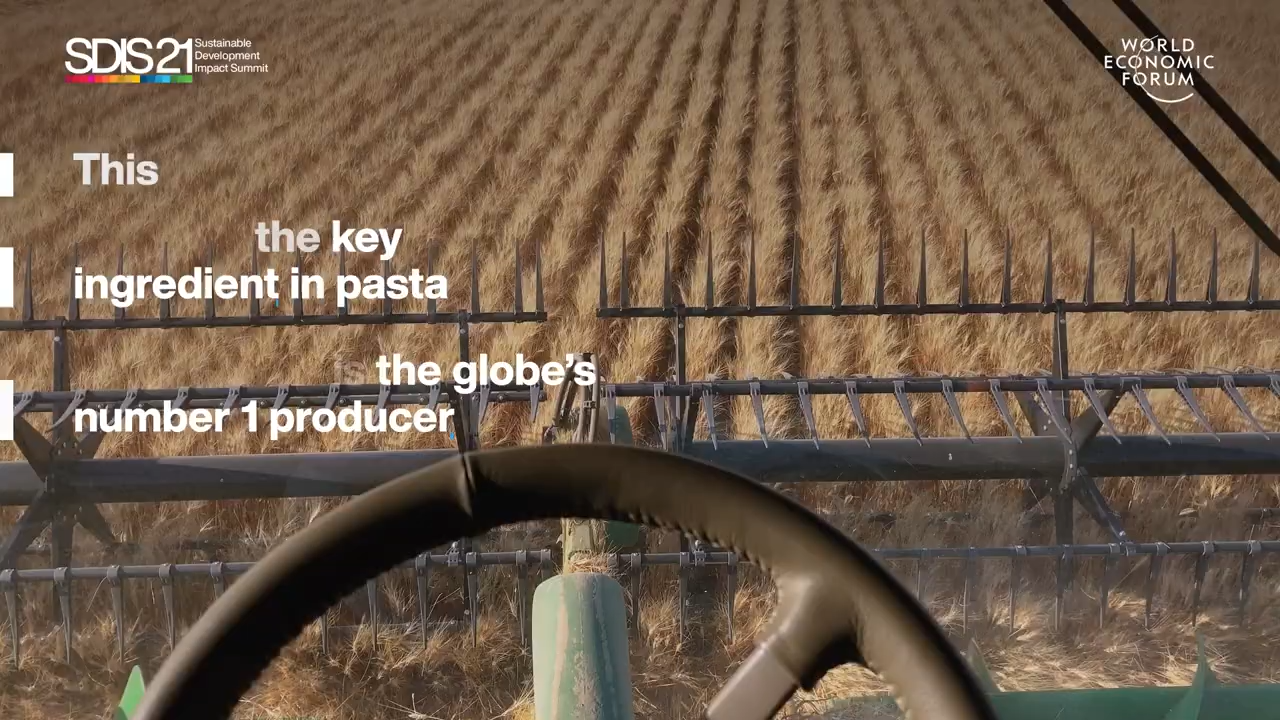 SDIS21
Sustainable
Development
Impact Summit
WORLD
ECONOMIC
FORUM
This
the key
ingredient in pasta
is the globe's
number 1 producer